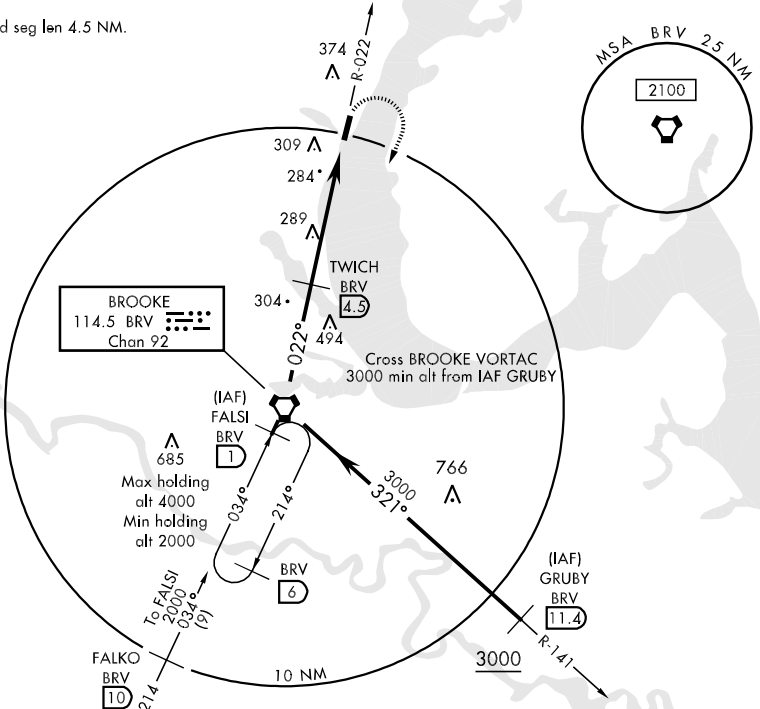 d seg len 4.5 NM.
374
R-022
MSA BRV 25 NM
2100
309
284
289
TWICH
BRV
4.5
304
494
022°
BROOKE
114.5 BRV
Chan 92
Cross BROOKE VORTAC
3000 min alt from IAF GRUBY
(IAF)
FALSI
BRV
1
685
Max holding
alt 4000
Min holding
alt 2000
034°
214°
3000
321°
766
BRV
6
(IAF)
GRUBY
BRV
11.4
To FALSI
2000
034°
(9)
R-141
3000
FALKO
BRV
10
10 NM
214